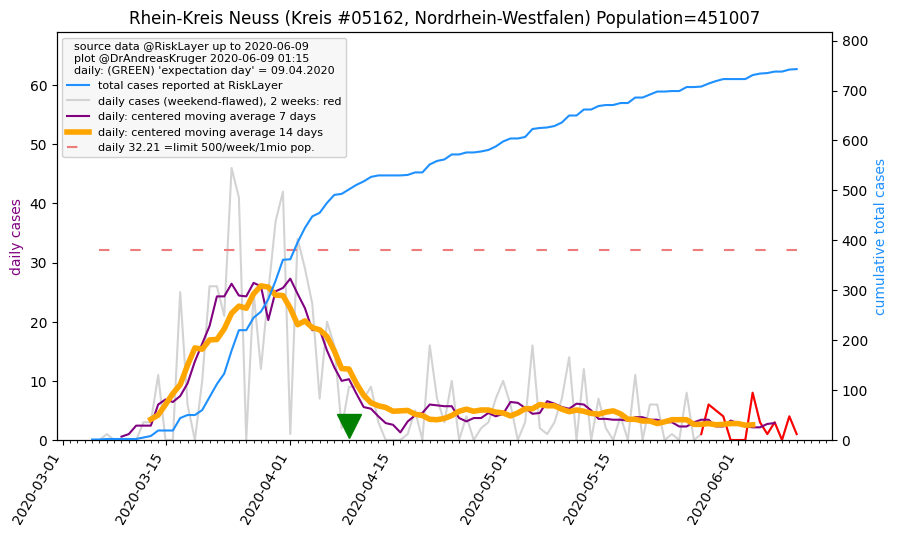 Rhein-Kreis Neuss (Kreis #05162, Nordrhein-Westfalen) Population=451007
source data @RiskLayer up to 2020-06-09
plot @DrAndreasKruger 2020-06-09 01:15
daily: (GREEN) 'expectation day' = 09.04.2020
total cases reported at RiskLayer
daily cases (weekend-flawed), 2 weeks: red
daily: centered moving average 7 days
daily: centered moving average 14 days
daily 32.21 =limit 500/week/1mio pop.
daily cases
0
10
20
30
40
50
60
cumulative total cases
0
100
200
300
400
500
600
700
800
2020-03-01
2020-03-15
2020-04-01
2020-04-15
2020-05-01
2020-05-15
2020-06-01